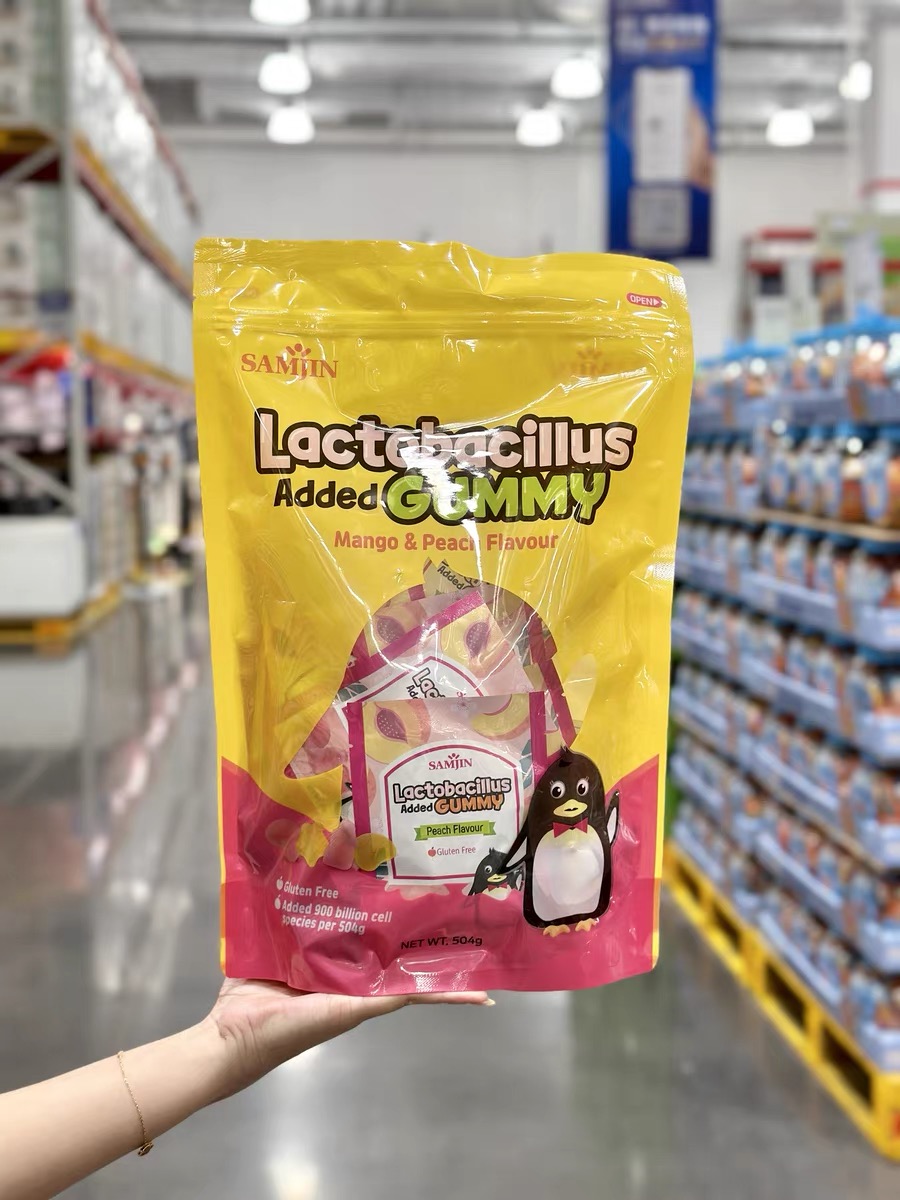 OPEN
SAMJIN
Lactobacillus
Added GUMMY
Mango & Peach Flavour
Added
SAMJIN
Lactobacillus
Added GUMMY
Peach Flavour
Gluten Free
Gluten Free
Added 900 billion cell
species per 504g
NET WT. 504g